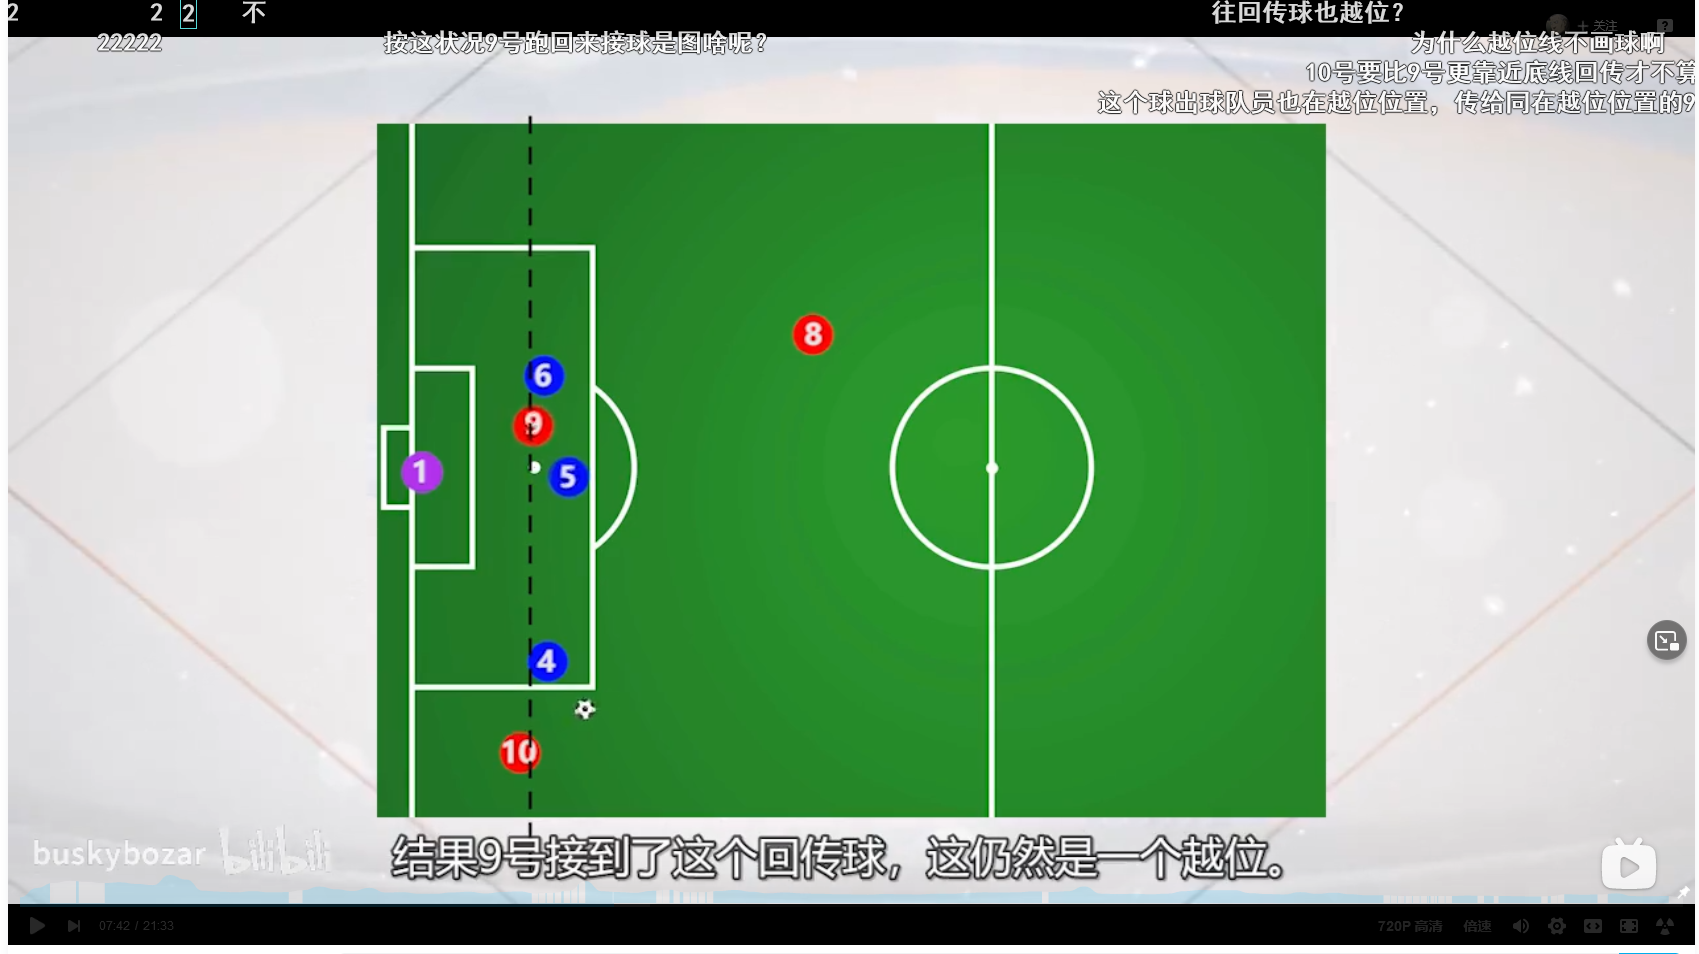 2 2 2 不 往回传球也越位？
+ 关注
22222 按这状况9号跑回来接球是图啥呢？ 为什么越位线不画球啊
10号要比9号更靠近底线回传才不算
这个球出球队员也在越位位置，传给同在越位位置的9
8
6
9
1
5
4
10
结果9号接到了这个回传球，这仍然是一个越位。
buskybozar bilibili
07:42 / 21:33 720P 高清 倍速